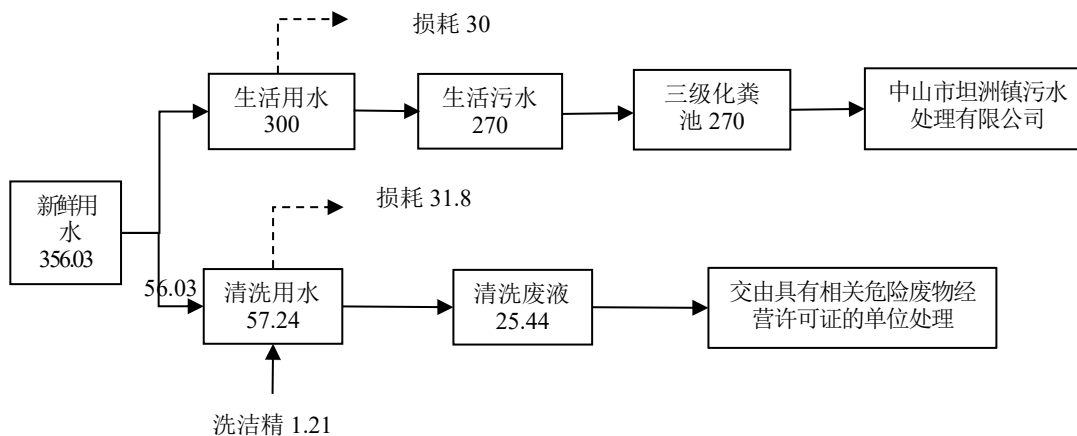 损耗 30
生活用水
300
生活污水
270
三级化粪
池 270
中山市坦洲镇污水
处理有限公司
新鲜用
水
356.03
损耗 31.8
56.03
清洗用水
57.24
清洗废液
25.44
交由具有相关危险废物经
营许可证的单位处理
洗洁精 1.21